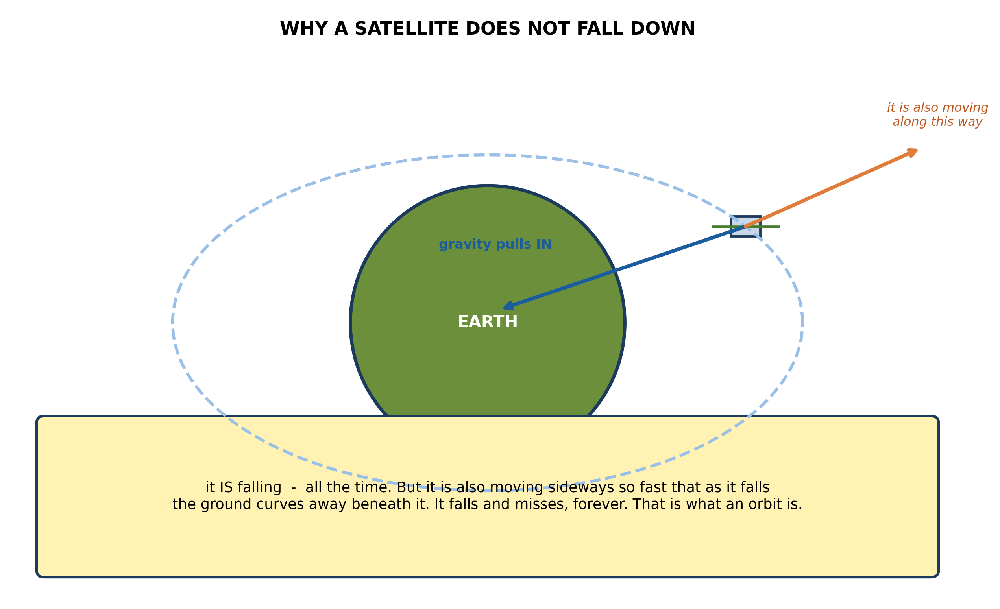 WHY A SATELLITE DOES NOT FALL DOWN
it is also moving
along this way
gravity pulls IN
EARTH
it IS falling  -  all the time. But it is also moving sideways so fast that as it falls
the ground curves away beneath it. It falls and misses, forever. That is what an orbit is.